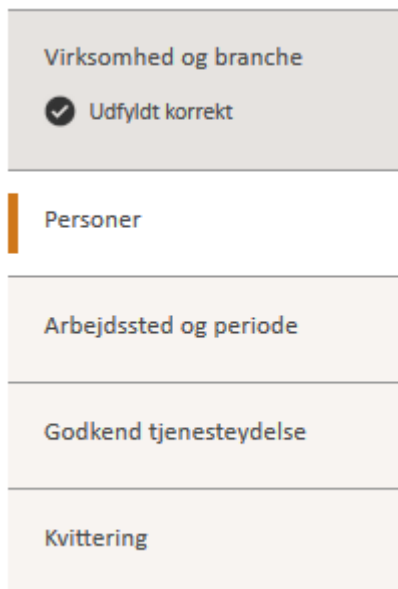 Virksomhed og branche
Udfyldt korrekt
Personer
Arbejdssted og periode
Godkend tjenesteydelse
Kvittering